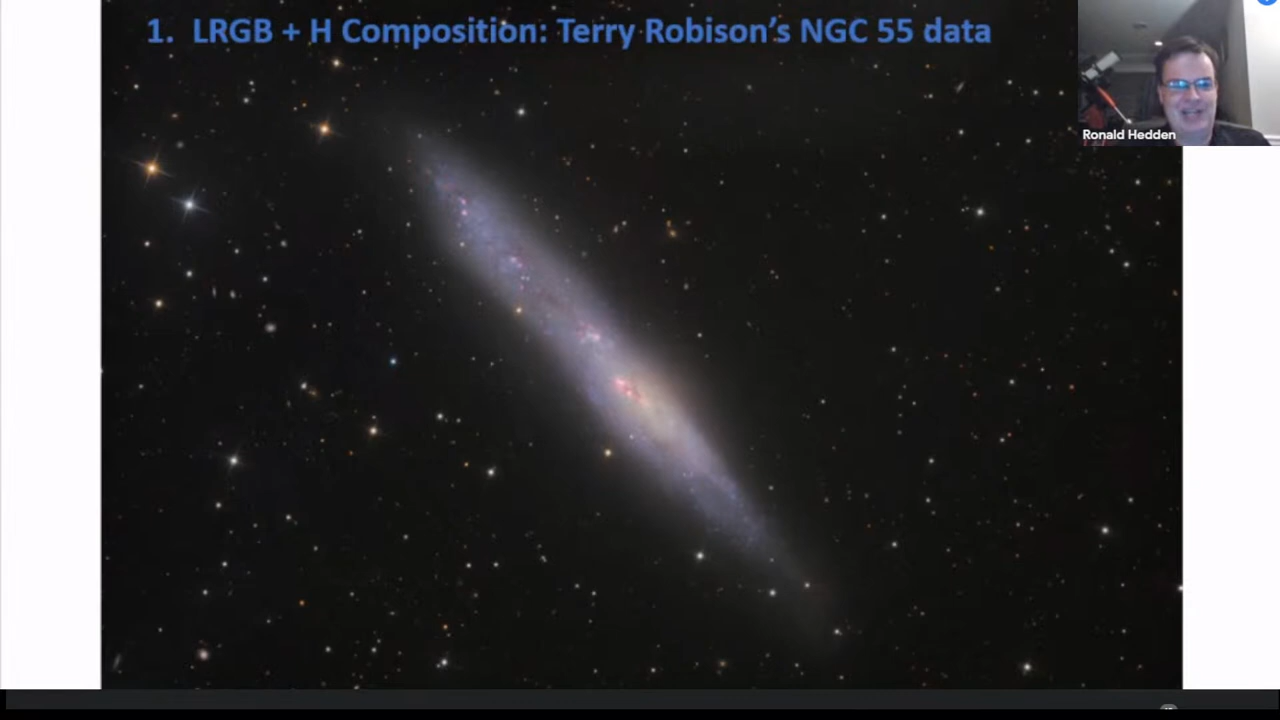 1. LRGB + H Composition: Terry Robison's NGC 55 data
Ronald Hedden